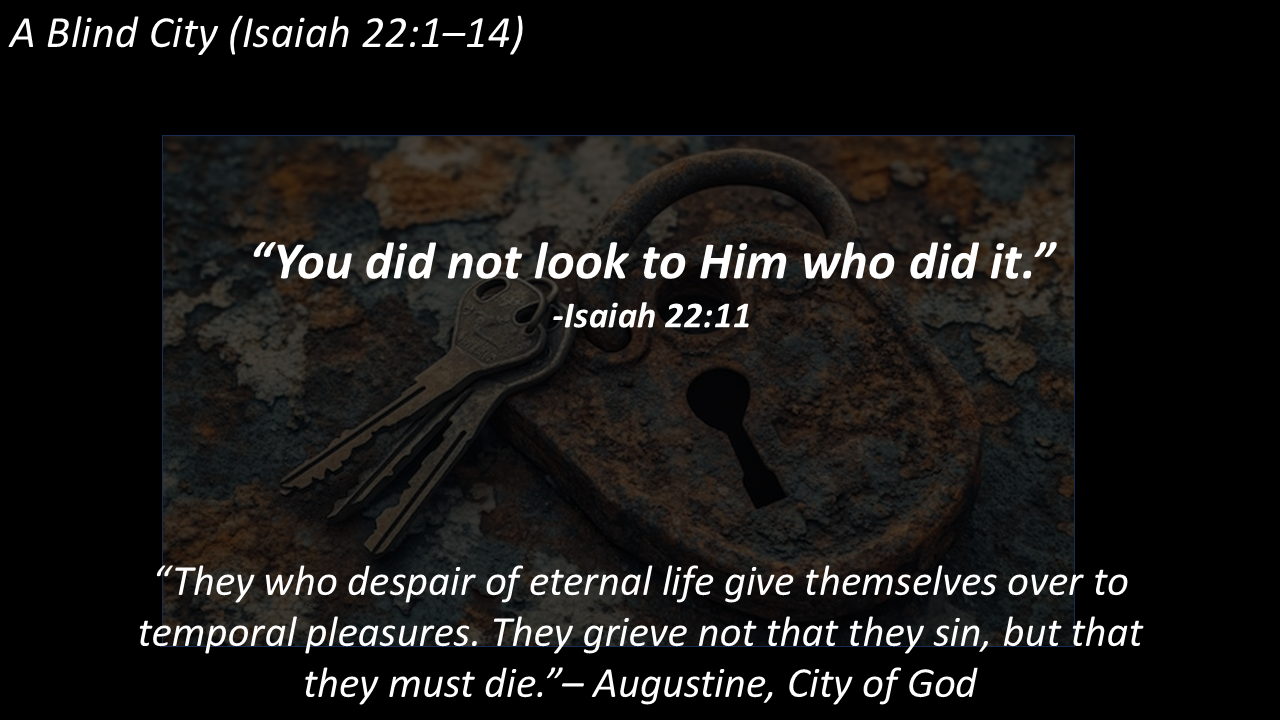 A Blind City (Isaiah 22:1–14)
“You did not look to Him who did it.”
-Isaiah 22:11
“They who despair of eternal life give themselves over to
temporal pleasures. They grieve not that they sin, but that
they must die.”– Augustine, City of God